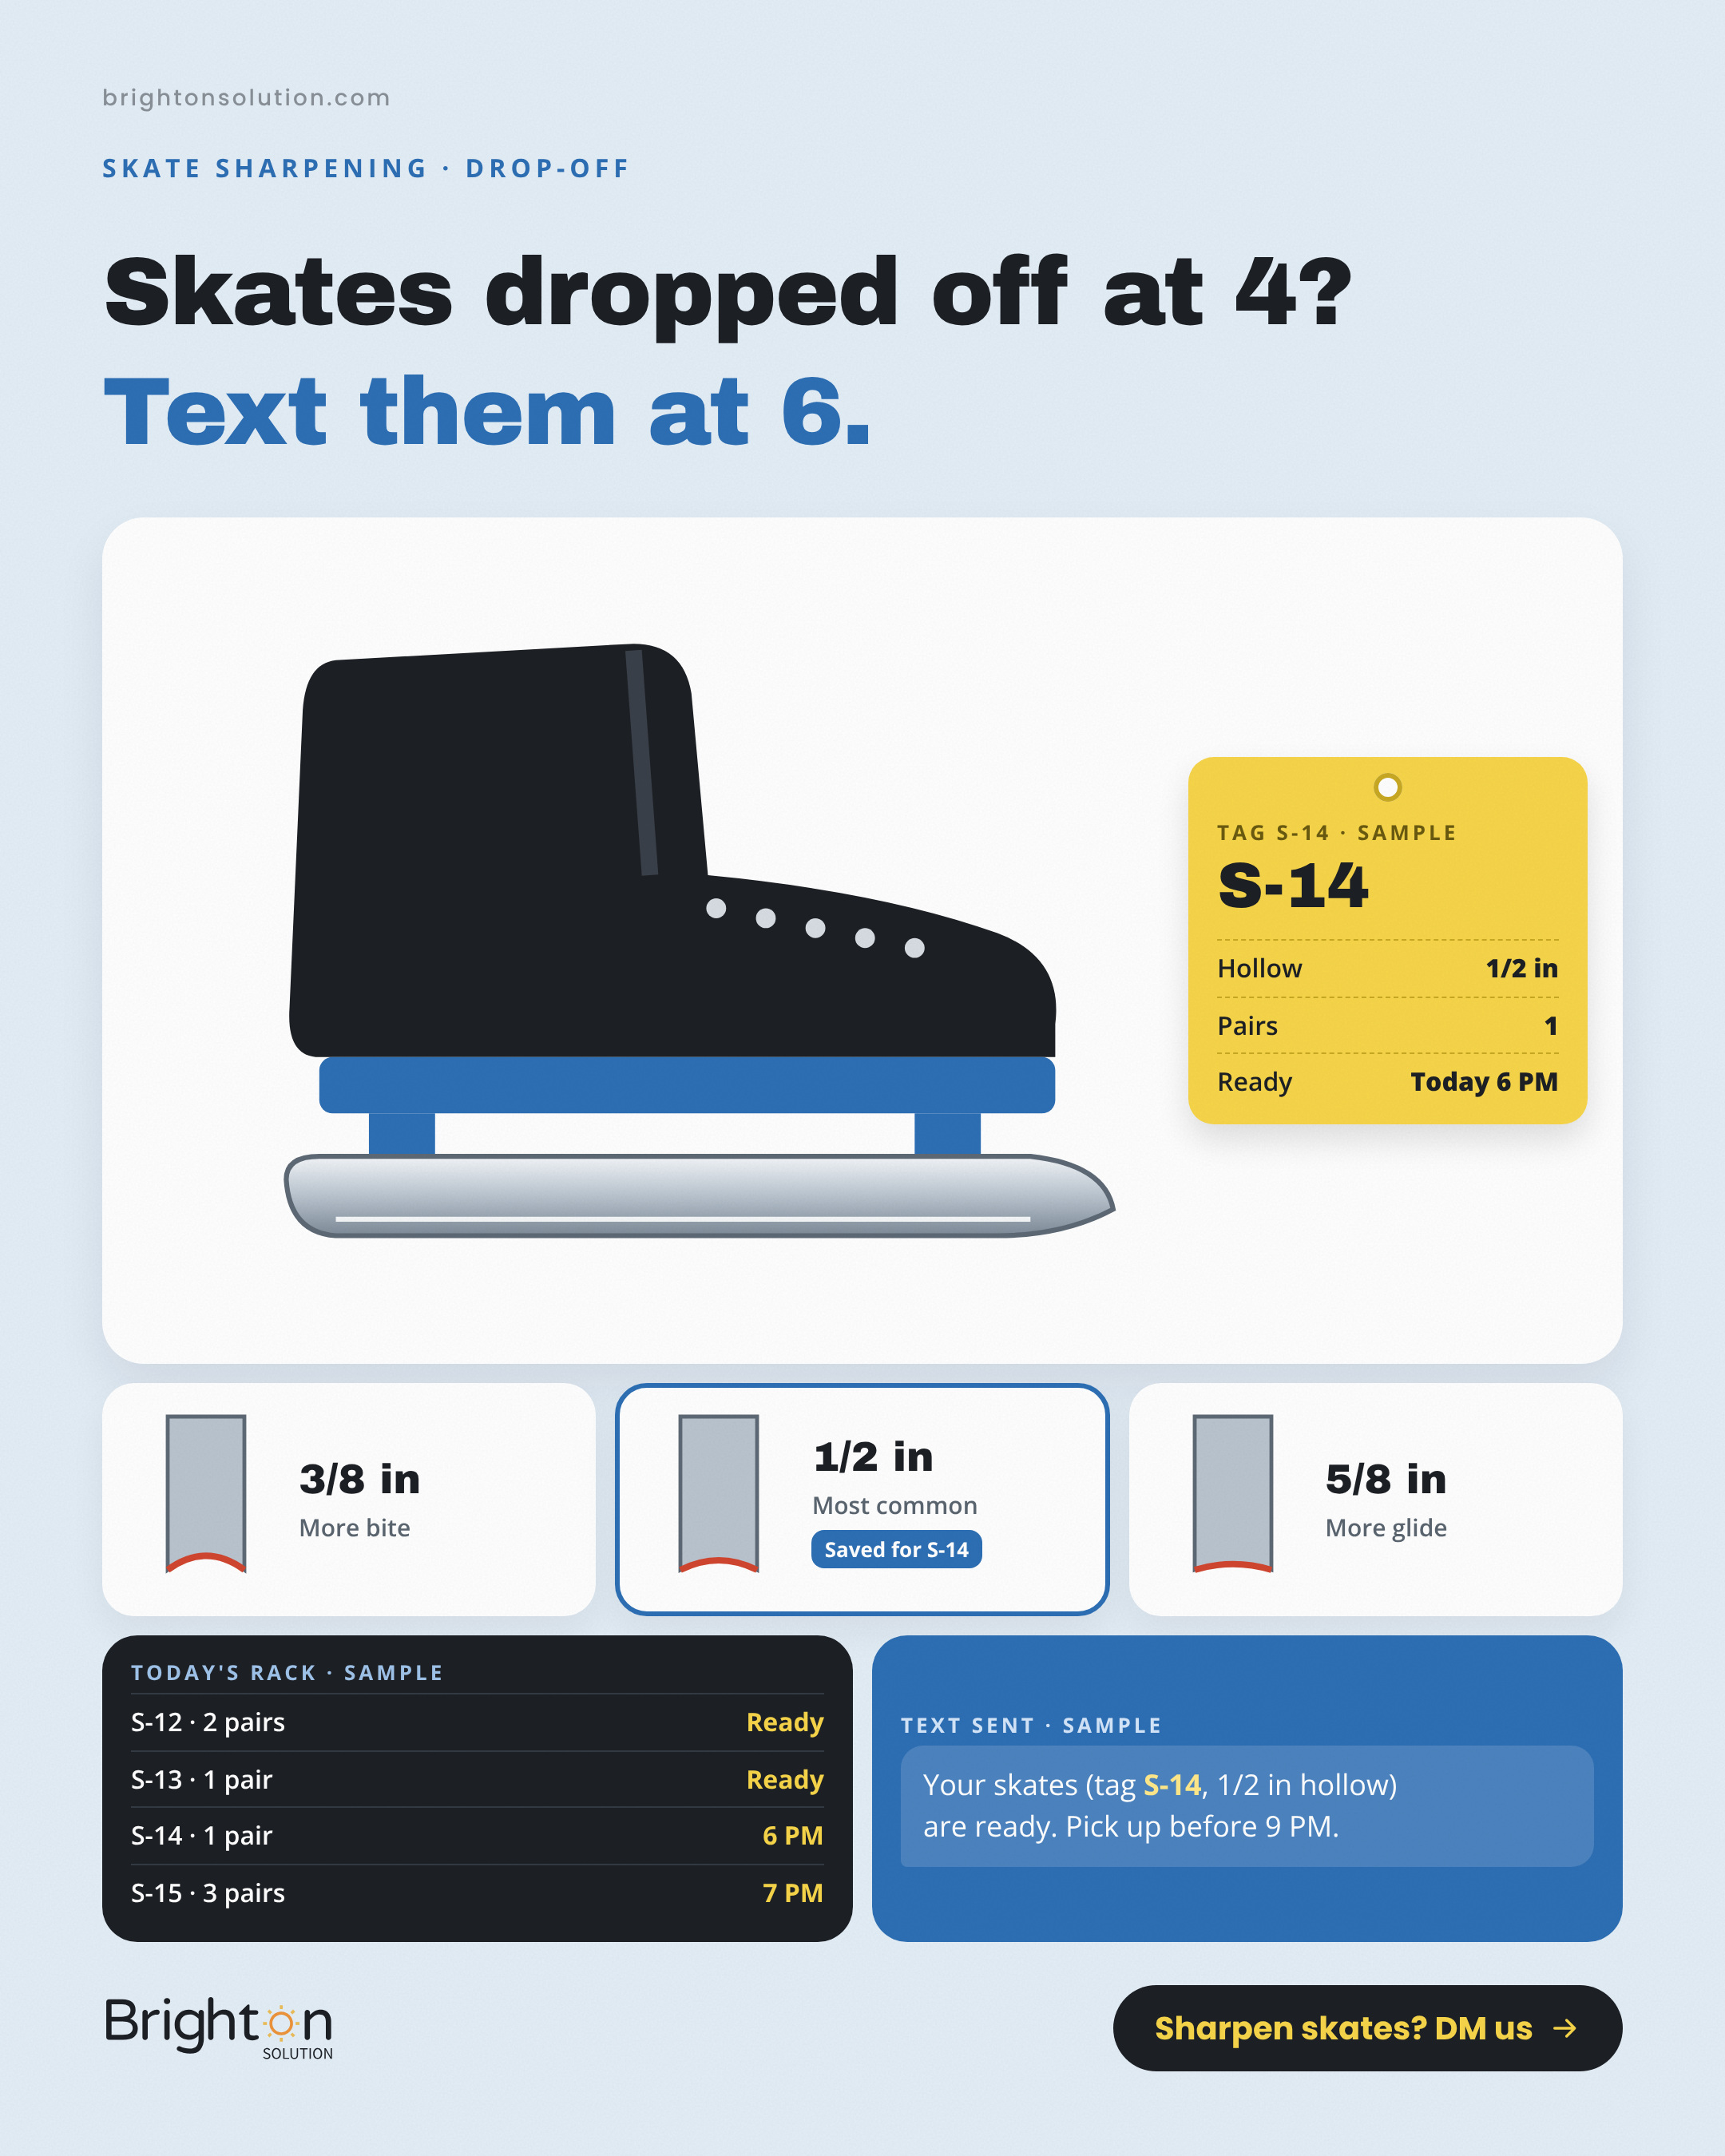 brightonsolution.com
SKATE SHARPENING · DROP-OFF
Skates dropped off at 4?
Text them at 6.
TAG S-14 · SAMPLE
S-14
Hollow 1/2 in
Pairs 1
Ready Today 6 PM
3/8 in
More bite
1/2 in
Most common
Saved for S-14
5/8 in
More glide
TODAY'S RACK · SAMPLE
S-12 · 2 pairs Ready
S-13 · 1 pair Ready
S-14 · 1 pair 6 PM
S-15 · 3 pairs 7 PM
TEXT SENT · SAMPLE
Your skates (tag S-14, 1/2 in hollow)
are ready. Pick up before 9 PM.
Brighton
SOLUTION
Sharpen skates? DM us →